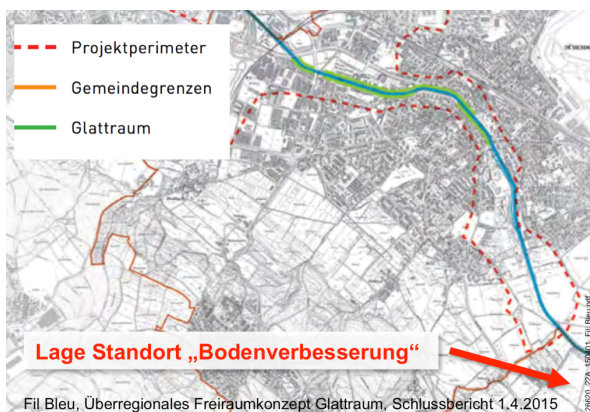 Projektperimeter
Gemeindegrenzen
Glattraum
Lage Standort „Bodenverbesserung“
Fil Bleu, Überregionales Freiraumkonzept Glattraum, Schlussbericht 1.4.2015